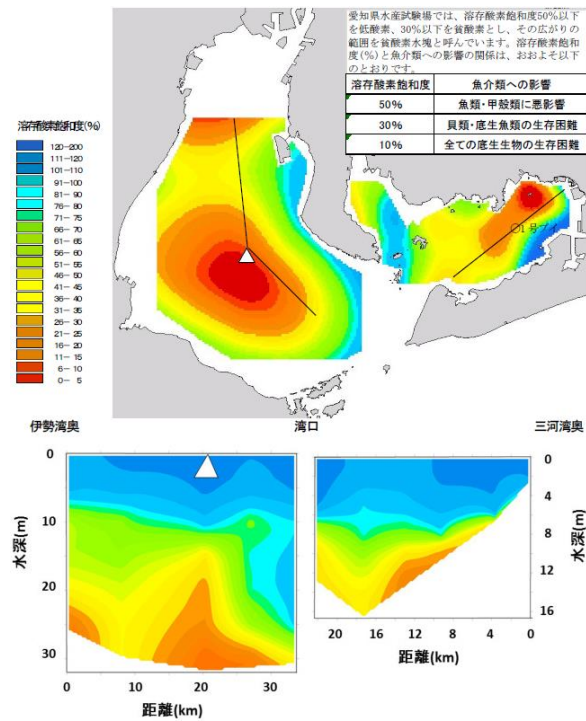 愛知県水産試験場では、溶存酸素飽和度50%以下
を低酸素、30%以下を貧酸素とし、その広がり
の範囲を貧酸素水塊と呼んでいます。溶存酸素飽和
度(%)と魚介類への影響の関係は、おおよそ以下
のとおりです。
溶存酸素飽和度 魚介類への影響
50% 魚類・甲殻類に悪影響
30% 貝類・底生魚類の生存困難
10% 全ての底生生物の生存困難
溶存酸素飽和度(%)
120-200
111-120
101-110
91-100
81-90
76-80
71-75
66-70
61-65
56-60
51-55
46-50
41-45
36-40
31-35
26-30
21-25
16-20
11-15
6-10
0-5
1号ブイ
伊勢湾奥 湾口 三河湾奥
水深(m)
0
10
20
30
0 10 20 30
距離(km)
0
4
8
12
16
水深(m)
20 16 12 8 4 0
距離(km)